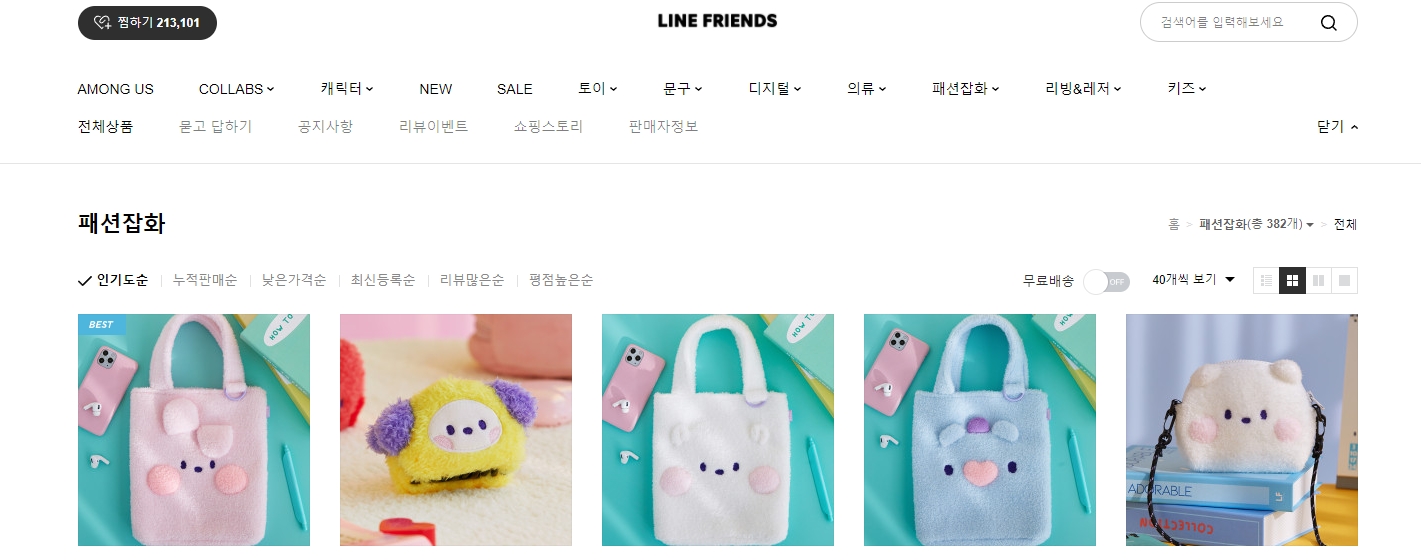 찜하기 213,101
LINE FRIENDS
검색어를 입력해보세요
AMONG US COLLABS 캐릭터 NEW SALE 토이 문구 디지털 의류 패션잡화 리빙&레저 키즈
전체상품 묻고 답하기 공지사항 리뷰이벤트 쇼핑스토리 판매자정보 닫기
패션잡화
홈 > 패션잡화(총 382개) > 전체
인기도순 누적판매순 낮은가격순 최신등록순 리뷰많은순 평점높은순
무료배송 OFF 40개씩 보기
BEST
HOW TO
HOW TO
HOW TO
ADORABLE
LF
COLLECTION